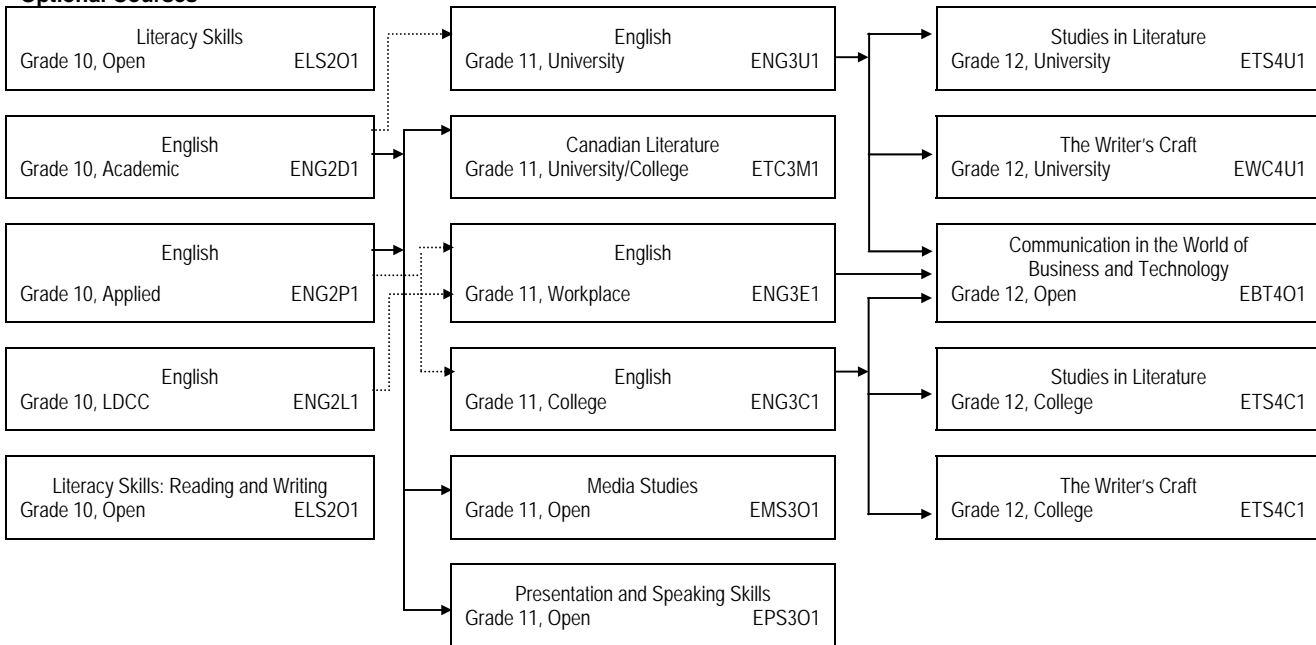 Optional Courses
Literacy Skills
Grade 10, Open ELS2O1
English
Grade 10, Academic ENG2D1
English
Grade 10, Applied ENG2P1
English
Grade 10, LDCC ENG2L1
Literacy Skills: Reading and Writing
Grade 10, Open ELS2O1
English
Grade 11, University ENG3U1
Canadian Literature
Grade 11, University/College ETC3M1
English
Grade 11, Workplace ENG3E1
English
Grade 11, College ENG3C1
Media Studies
Grade 11, Open EMS3O1
Presentation and Speaking Skills
Grade 11, Open EPS3O1
Studies in Literature
Grade 12, University ETS4U1
The Writer's Craft
Grade 12, University EWC4U1
Communication in the World of
Business and Technology
Grade 12, Open EBT4O1
Studies in Literature
Grade 12, College ETS4C1
The Writer's Craft
Grade 12, College ETS4C1